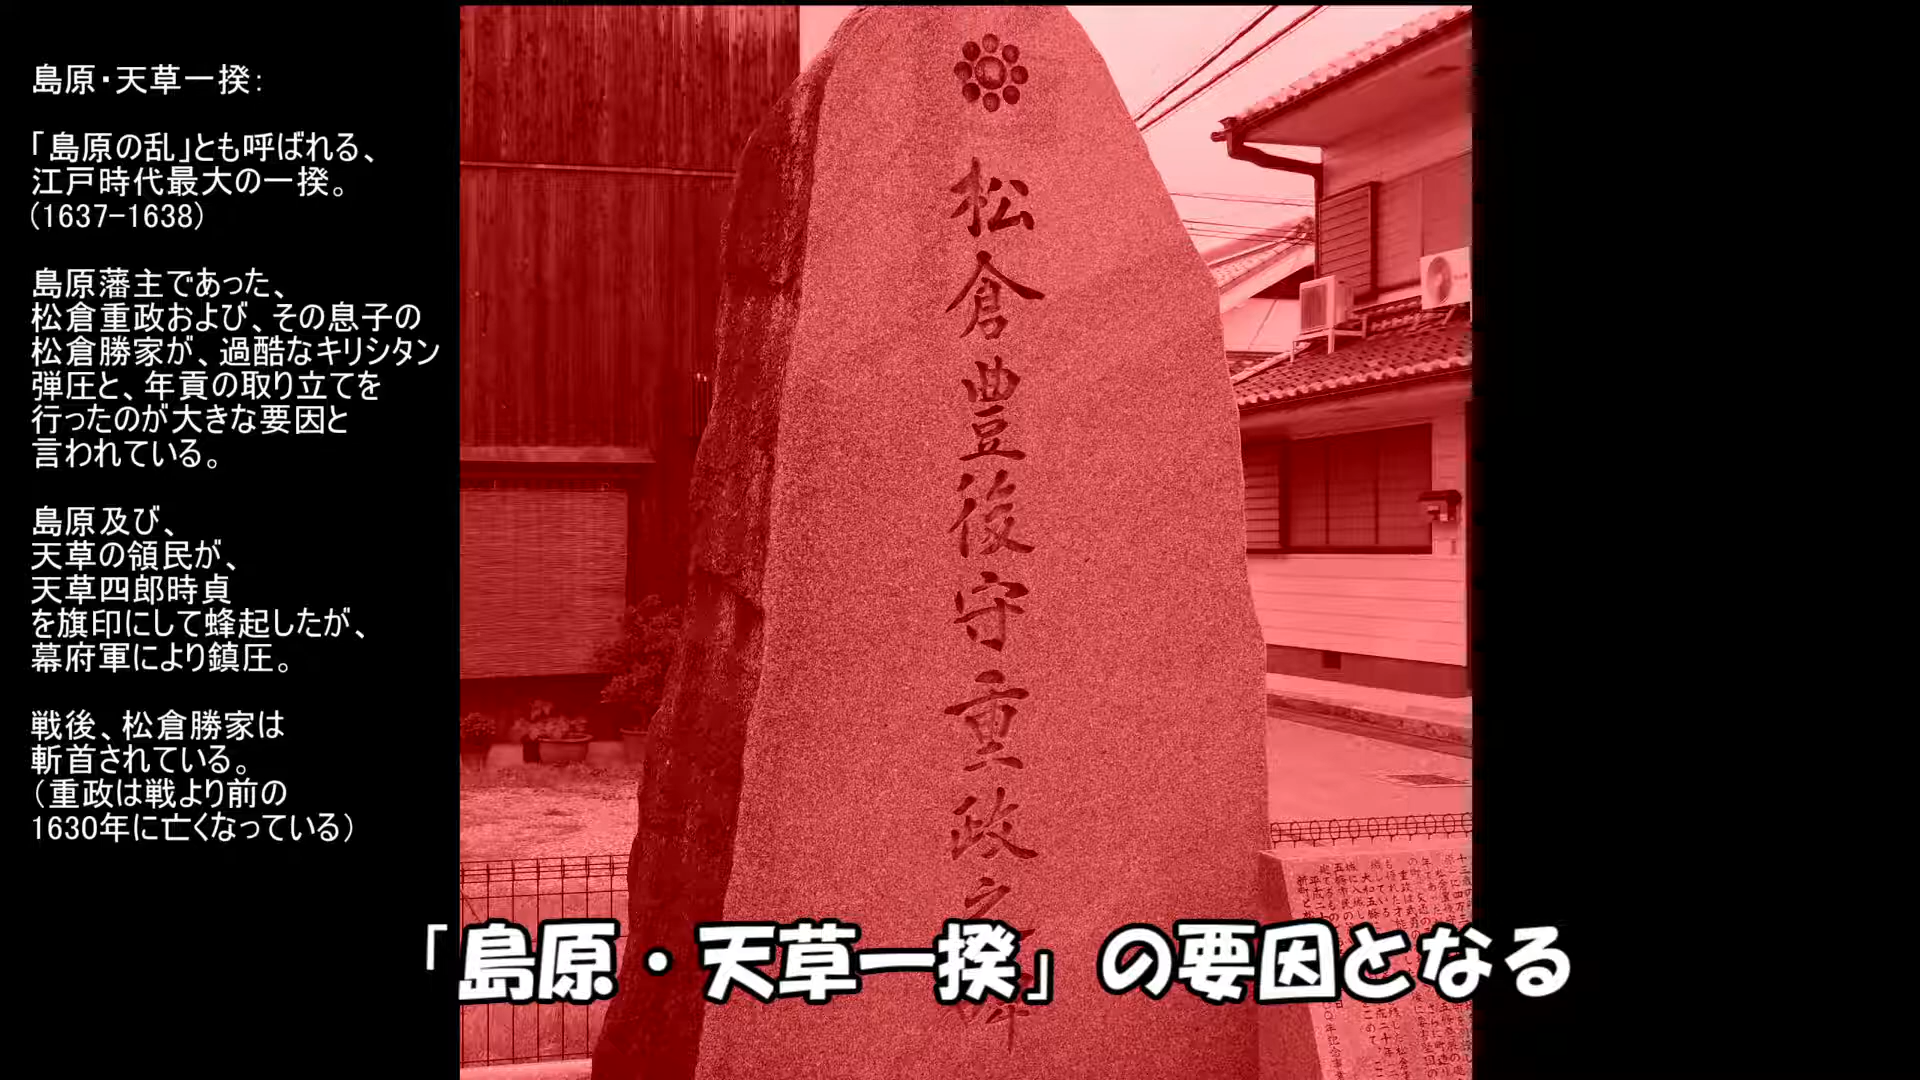 島原・天草一揆：
「島原の乱」とも呼ばれる、
江戸時代最大の一揆。
(1637-1638)
島原藩主であった、
松倉重政および、その息子の
松倉勝家が、過酷なキリシタン
弾圧と、年貢の取り立てを
行ったのが大きな要因と
言われている。
島原及び、
天草の領民が、
天草四郎時貞
を旗印にして蜂起したが、
幕府軍により鎮圧。
戦後、松倉勝家は
斬首されている。
（重政は戦より前の
1630年に亡くなっている）
松倉豊後守重政之碑
「島原・天草一揆」の要因となる